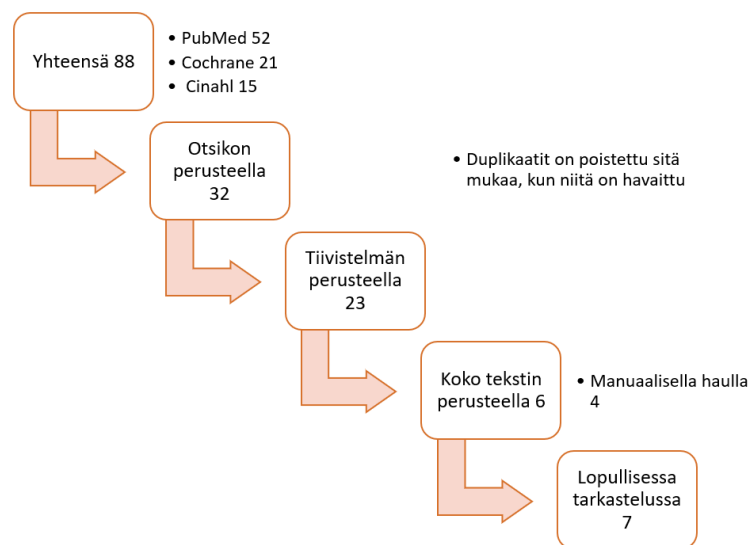 Yhteensä 88
• PubMed 52
• Cochrane 21
• Cinahl 15
Otsikon
perusteella
32
• Duplikaatit on poistettu sitä
mukaa, kun niitä on havaittu
Tiivistelmän
perusteella
23
Koko tekstin
perusteella 6
• Manuaalisella haulla
4
Lopullisessa
tarkastelussa
7